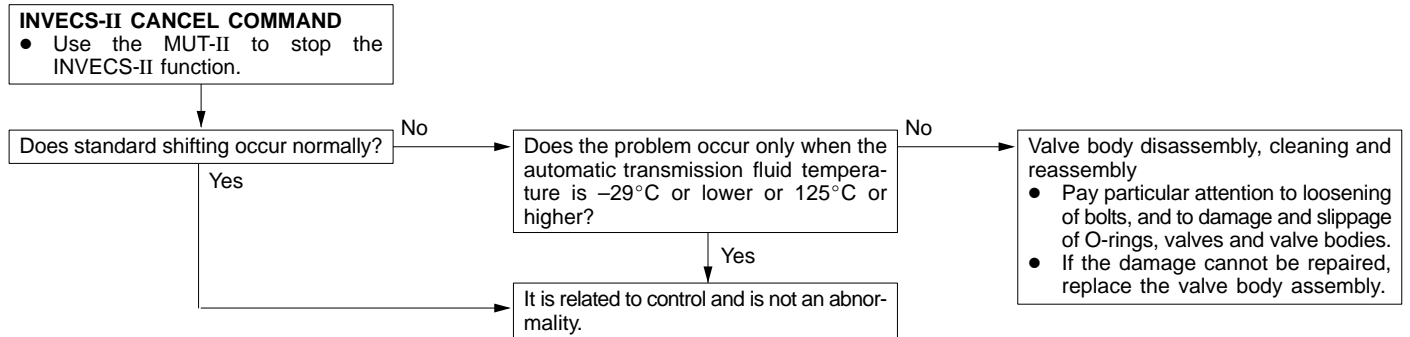 INVECS-II CANCEL COMMAND
● Use the MUT-II to stop the
INVECS-II function.
Does standard shifting occur normally?
No
Yes
Does the problem occur only when the
automatic transmission fluid tempera-
ture is –29°C or lower or 125°C or
higher?
No
Yes
Valve body disassembly, cleaning and
reassembly
● Pay particular attention to loosening
of bolts, and to damage and slippage
of O-rings, valves and valve bodies.
● If the damage cannot be repaired,
replace the valve body assembly.
It is related to control and is not an abnor-
mality.